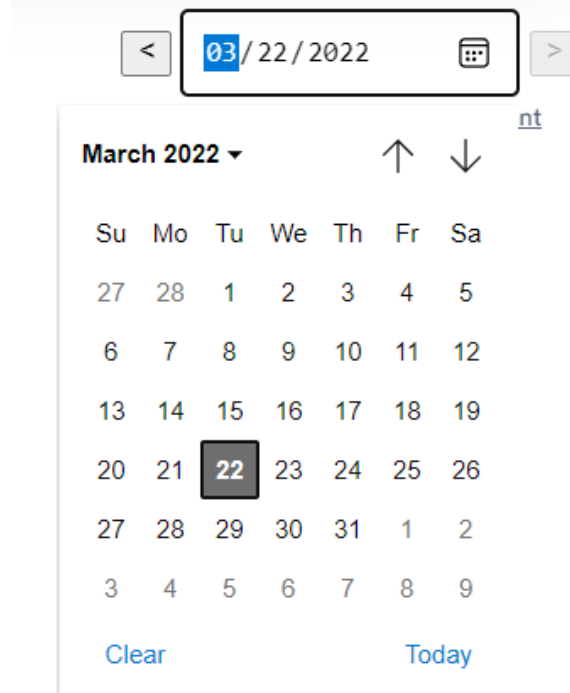 < 03/22/2022 >
nt
March 2022
Su Mo Tu We Th Fr Sa
27 28 1 2 3 4 5
6 7 8 9 10 11 12
13 14 15 16 17 18 19
20 21 22 23 24 25 26
27 28 29 30 31 1 2
3 4 5 6 7 8 9
Clear Today